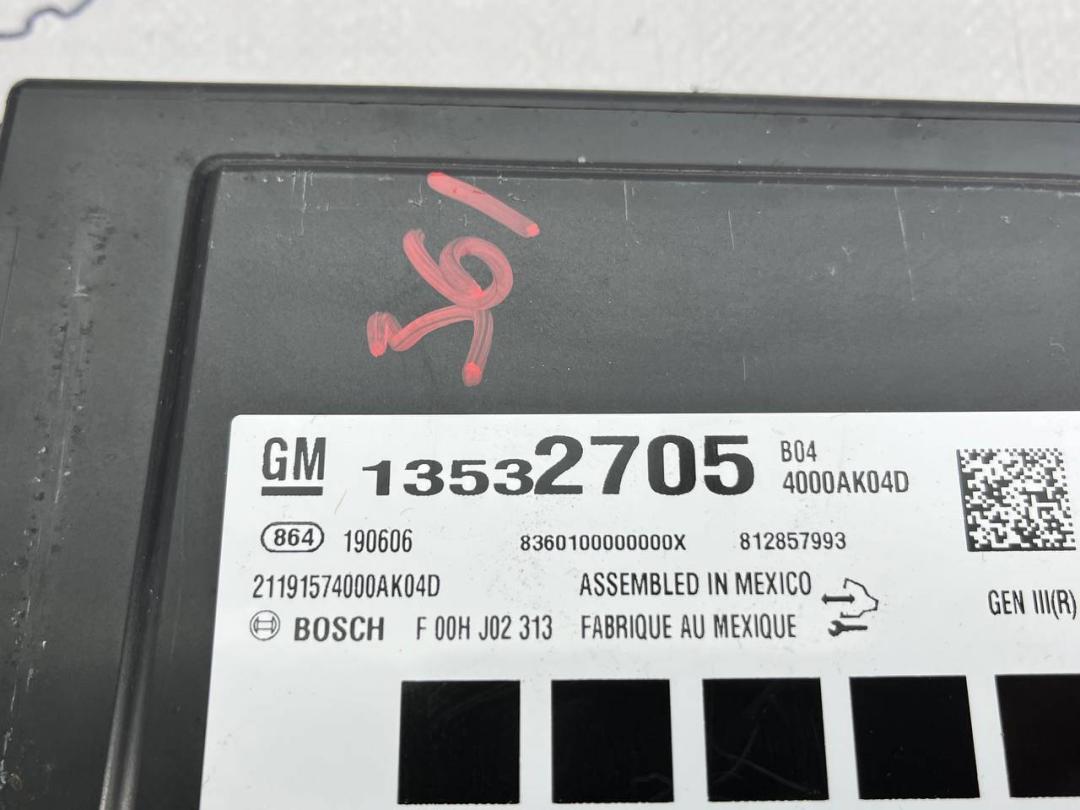 GM 13532705 B04
4000AK04D
864 190606 8360100000000X 812857993
21191574000AK04D ASSEMBLED IN MEXICO
GEN III(R)
BOSCH F 00H J02 313 FABRIQUE AU MEXIQUE